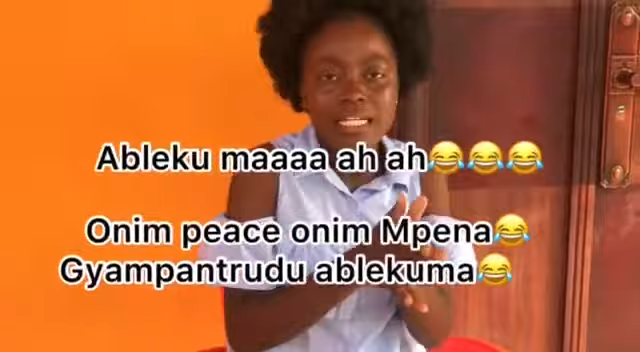 Ableku maaaa ah ah😂😂😂
Onim peace onim Mpena😂
Gyampantrudu ablekuma😂